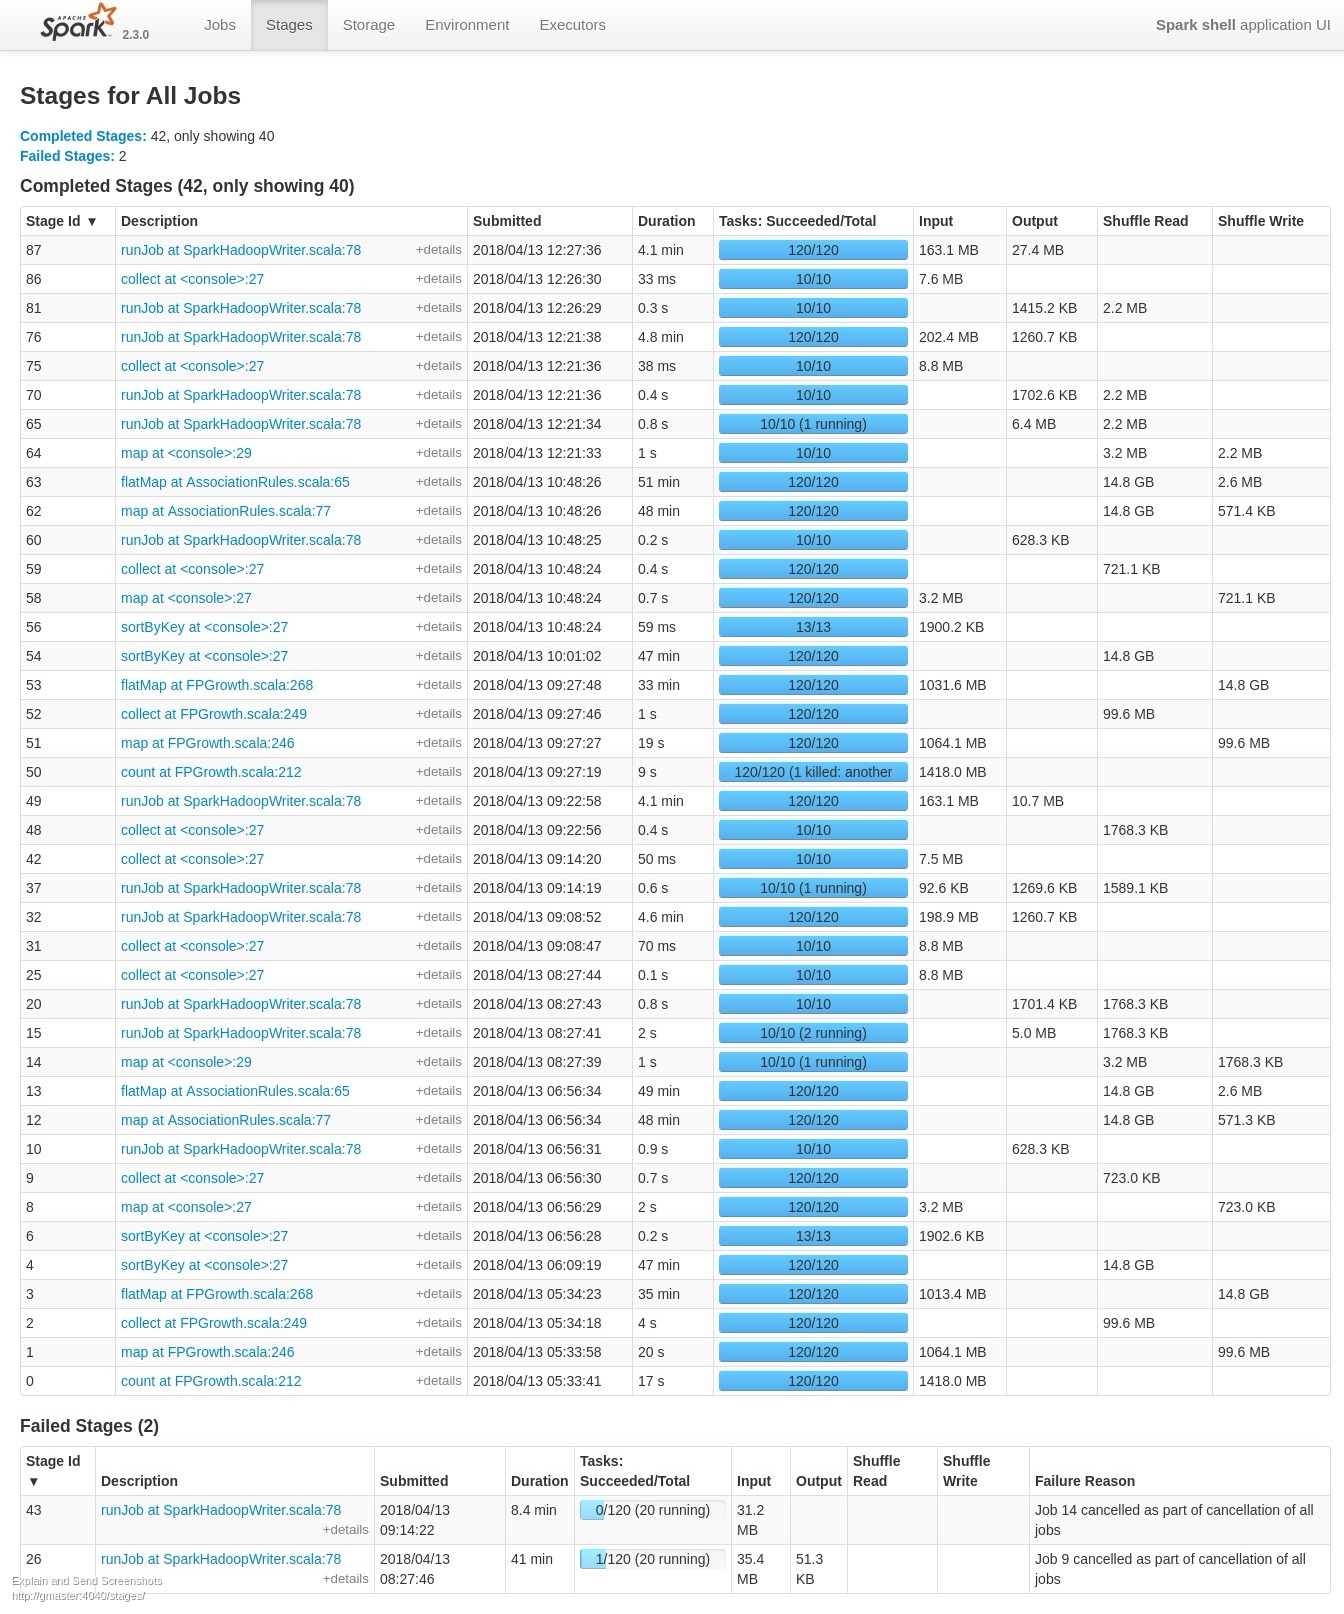 APACHE Spark 2.3.0 Jobs Stages Storage Environment Executors Spark shell application UI
Stages for All Jobs
Completed Stages: 42, only showing 40
Failed Stages: 2
Completed Stages (42, only showing 40)
Stage Id ▼ Description Submitted Duration Tasks: Succeeded/Total Input Output Shuffle Read Shuffle Write
87 runJob at SparkHadoopWriter.scala:78 +details 2018/04/13 12:27:36 4.1 min 120/120 163.1 MB 27.4 MB
86 collect at <console>:27 +details 2018/04/13 12:26:30 33 ms 10/10 7.6 MB
81 runJob at SparkHadoopWriter.scala:78 +details 2018/04/13 12:26:29 0.3 s 10/10 1415.2 KB 2.2 MB
76 runJob at SparkHadoopWriter.scala:78 +details 2018/04/13 12:21:38 4.8 min 120/120 202.4 MB 1260.7 KB
75 collect at <console>:27 +details 2018/04/13 12:21:36 38 ms 10/10 8.8 MB
70 runJob at SparkHadoopWriter.scala:78 +details 2018/04/13 12:21:36 0.4 s 10/10 1702.6 KB 2.2 MB
65 runJob at SparkHadoopWriter.scala:78 +details 2018/04/13 12:21:34 0.8 s 10/10 (1 running) 6.4 MB 2.2 MB
64 map at <console>:29 +details 2018/04/13 12:21:33 1 s 10/10 3.2 MB 2.2 MB
63 flatMap at AssociationRules.scala:65 +details 2018/04/13 10:48:26 51 min 120/120 14.8 GB 2.6 MB
62 map at AssociationRules.scala:77 +details 2018/04/13 10:48:26 48 min 120/120 14.8 GB 571.4 KB
60 runJob at SparkHadoopWriter.scala:78 +details 2018/04/13 10:48:25 0.2 s 10/10 628.3 KB
59 collect at <console>:27 +details 2018/04/13 10:48:24 0.4 s 120/120 721.1 KB
58 map at <console>:27 +details 2018/04/13 10:48:24 0.7 s 120/120 3.2 MB 721.1 KB
56 sortByKey at <console>:27 +details 2018/04/13 10:48:24 59 ms 13/13 1900.2 KB
54 sortByKey at <console>:27 +details 2018/04/13 10:01:02 47 min 120/120 14.8 GB
53 flatMap at FPGrowth.scala:268 +details 2018/04/13 09:27:48 33 min 120/120 1031.6 MB 14.8 GB
52 collect at FPGrowth.scala:249 +details 2018/04/13 09:27:46 1 s 120/120 99.6 MB
51 map at FPGrowth.scala:246 +details 2018/04/13 09:27:27 19 s 120/120 1064.1 MB 99.6 MB
50 count at FPGrowth.scala:212 +details 2018/04/13 09:27:19 9 s 120/120 (1 killed: another 1418.0 MB
49 runJob at SparkHadoopWriter.scala:78 +details 2018/04/13 09:22:58 4.1 min 120/120 163.1 MB 10.7 MB
48 collect at <console>:27 +details 2018/04/13 09:22:56 0.4 s 10/10 1768.3 KB
42 collect at <console>:27 +details 2018/04/13 09:14:20 50 ms 10/10 7.5 MB
37 runJob at SparkHadoopWriter.scala:78 +details 2018/04/13 09:14:19 0.6 s 10/10 (1 running) 92.6 KB 1269.6 KB 1589.1 KB
32 runJob at SparkHadoopWriter.scala:78 +details 2018/04/13 09:08:52 4.6 min 120/120 198.9 MB 1260.7 KB
31 collect at <console>:27 +details 2018/04/13 09:08:47 70 ms 10/10 8.8 MB
25 collect at <console>:27 +details 2018/04/13 08:27:44 0.1 s 10/10 8.8 MB
20 runJob at SparkHadoopWriter.scala:78 +details 2018/04/13 08:27:43 0.8 s 10/10 1701.4 KB 1768.3 KB
15 runJob at SparkHadoopWriter.scala:78 +details 2018/04/13 08:27:41 2 s 10/10 (2 running) 5.0 MB 1768.3 KB
14 map at <console>:29 +details 2018/04/13 08:27:39 1 s 10/10 (1 running) 3.2 MB 1768.3 KB
13 flatMap at AssociationRules.scala:65 +details 2018/04/13 06:56:34 49 min 120/120 14.8 GB 2.6 MB
12 map at AssociationRules.scala:77 +details 2018/04/13 06:56:34 48 min 120/120 14.8 GB 571.3 KB
10 runJob at SparkHadoopWriter.scala:78 +details 2018/04/13 06:56:31 0.9 s 10/10 628.3 KB
9 collect at <console>:27 +details 2018/04/13 06:56:30 0.7 s 120/120 723.0 KB
8 map at <console>:27 +details 2018/04/13 06:56:29 2 s 120/120 3.2 MB 723.0 KB
6 sortByKey at <console>:27 +details 2018/04/13 06:56:28 0.2 s 13/13 1902.6 KB
4 sortByKey at <console>:27 +details 2018/04/13 06:09:19 47 min 120/120 14.8 GB
3 flatMap at FPGrowth.scala:268 +details 2018/04/13 05:34:23 35 min 120/120 1013.4 MB 14.8 GB
2 collect at FPGrowth.scala:249 +details 2018/04/13 05:34:18 4 s 120/120 99.6 MB
1 map at FPGrowth.scala:246 +details 2018/04/13 05:33:58 20 s 120/120 1064.1 MB 99.6 MB
0 count at FPGrowth.scala:212 +details 2018/04/13 05:33:41 17 s 120/120 1418.0 MB
Failed Stages (2)
Stage Id Tasks: Shuffle Shuffle
▼ Description Submitted Duration Succeeded/Total Input Output Read Write Failure Reason
43 runJob at SparkHadoopWriter.scala:78 2018/04/13 8.4 min 0/120 (20 running) 31.2 Job 14 cancelled as part of cancellation of all
+details 09:14:22 MB jobs
26 runJob at SparkHadoopWriter.scala:78 2018/04/13 41 min 1/120 (20 running) 35.4 51.3 Job 9 cancelled as part of cancellation of all
+details 08:27:46 MB KB jobs
Explain and Send Screenshots
http://gmaster:4040/stages/